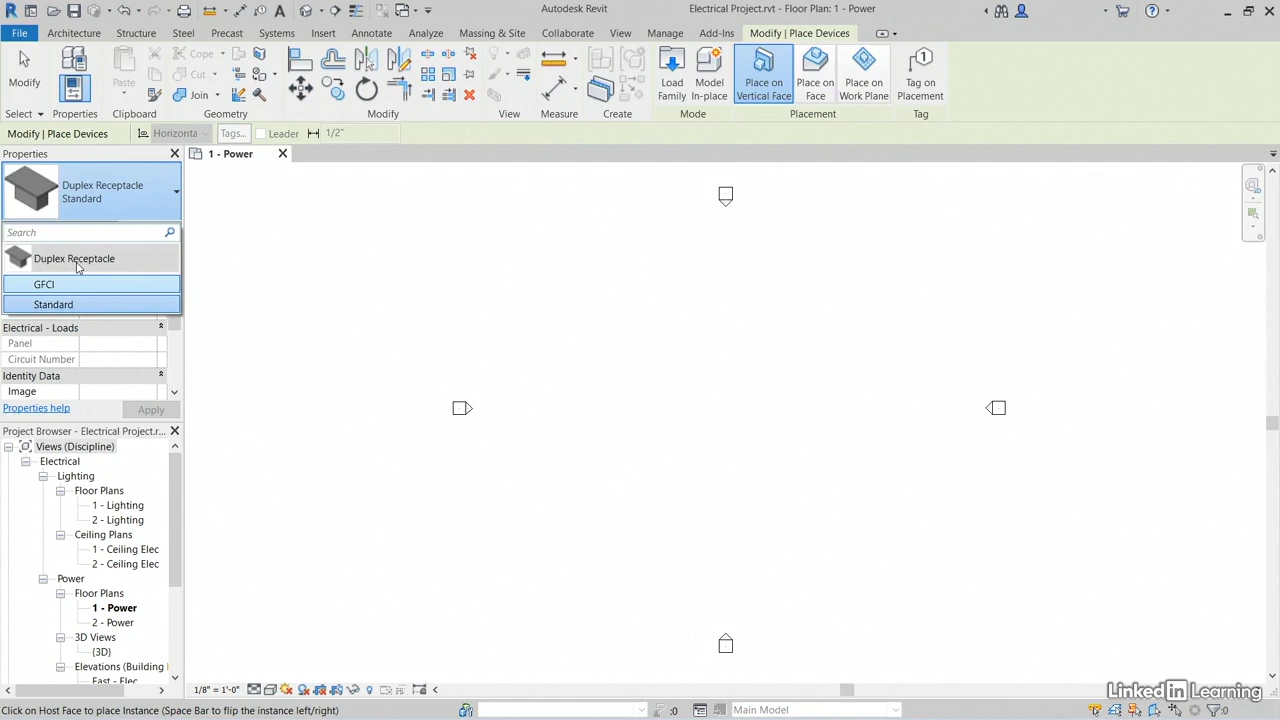 Autodesk Revit
Electrical Project.rvt - Floor Plan: 1 - Power
File
Architecture
Structure
Steel
Precast
Systems
Insert
Annotate
Analyze
Massing & Site
Collaborate
View
Manage
Add-Ins
Modify | Place Devices
Modify
Paste
Cope
Cut
Join
Load
Family
Model
In-place
Place on
Vertical Face
Place on
Face
Place on
Work Plane
Tag on
Placement
Select
Properties
Clipboard
Geometry
Modify
View
Measure
Create
Mode
Placement
Tag
Modify | Place Devices
Horizonta
Tags...
Leader
1/2"
Properties
1 - Power
Duplex Receptacle
Standard
Search
Duplex Receptacle
GFCI
Standard
Electrical - Loads
Panel
Circuit Number
Identity Data
Image
Properties help
Apply
Project Browser - Electrical Project.r...
Views (Discipline)
Electrical
Lighting
Floor Plans
1 - Lighting
2 - Lighting
Ceiling Plans
1 - Ceiling Elec
2 - Ceiling Elec
Power
Floor Plans
1 - Power
2 - Power
3D Views
{3D}
Elevations (Building
East - Elec
1/8" = 1'-0"
Linked in Learning
Click on Host Face to place Instance (Space Bar to flip the instance left/right)
:0
Main Model
:0